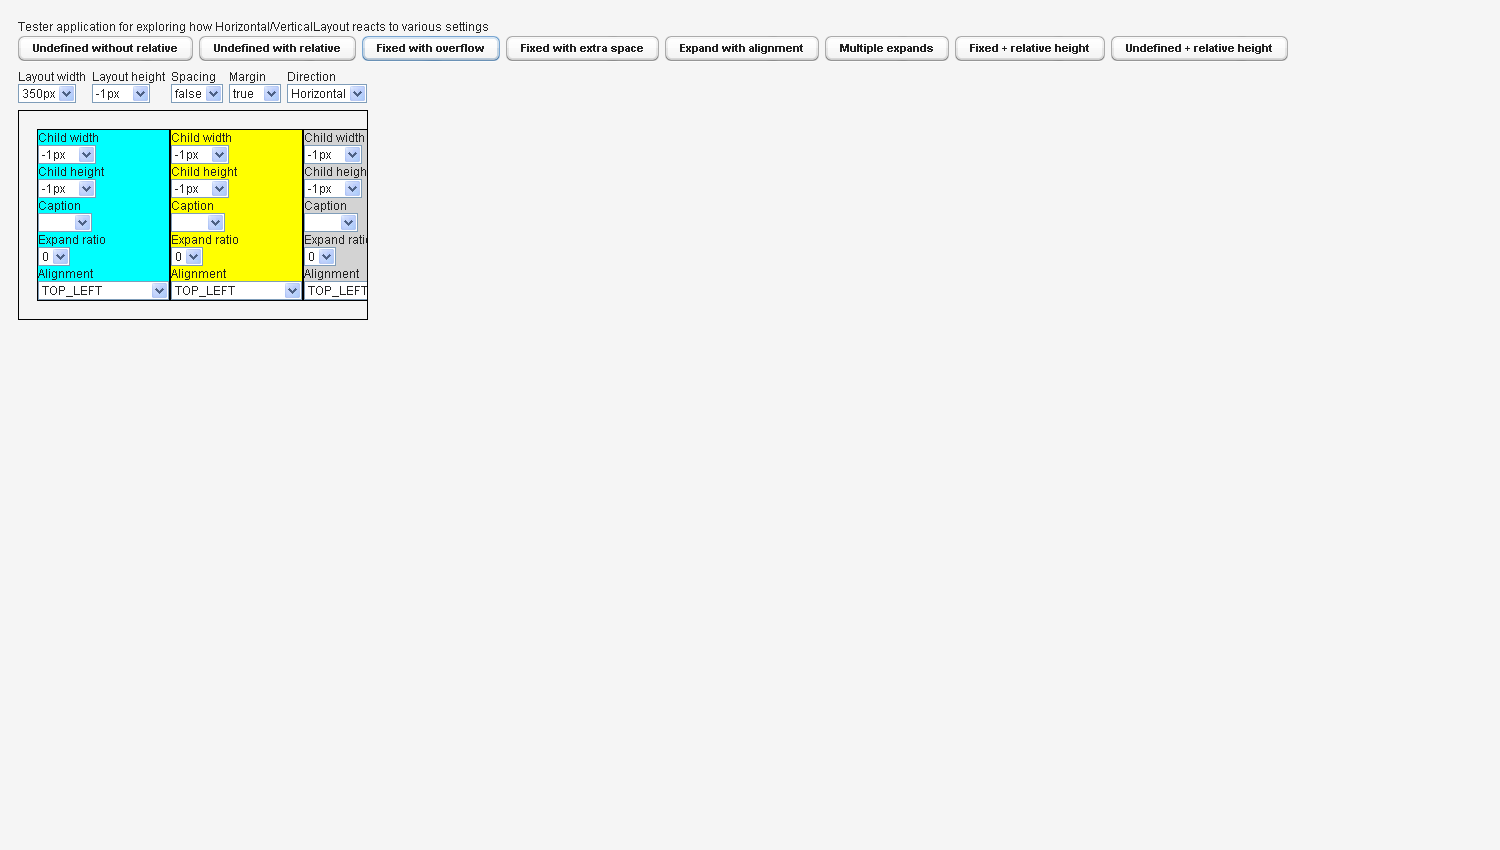 Tester application for exploring how Horizontal/VerticalLayout reacts to various settings
Undefined without relative Undefined with relative Fixed with overflow Fixed with extra space Expand with alignment Multiple expands Fixed + relative height Undefined + relative height
Layout width Layout height Spacing Margin Direction
350px -1px false true Horizontal
Child width Child width Child width
-1px -1px -1px
Child height Child height Child heigh
-1px -1px -1px
Caption Caption Caption
Expand ratio Expand ratio Expand rati
0 0 0
Alignment Alignment Alignment
TOP_LEFT TOP_LEFT TOP_LEFT